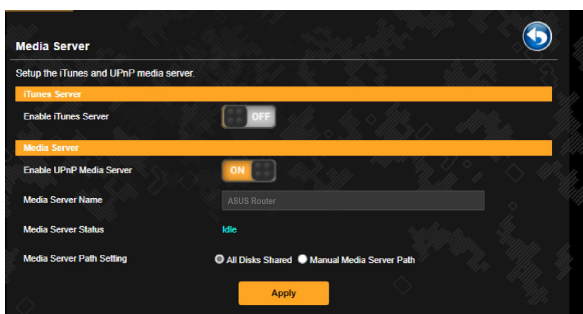 Media Server
Setup the iTunes and UPnP media server.
iTunes Server
Enable iTunes Server OFF
Media Server
Enable UPnP Media Server ON
Media Server Name ASUS Router
Media Server Status Idle
Media Server Path Setting All Disks Shared Manual Media Server Path
Apply